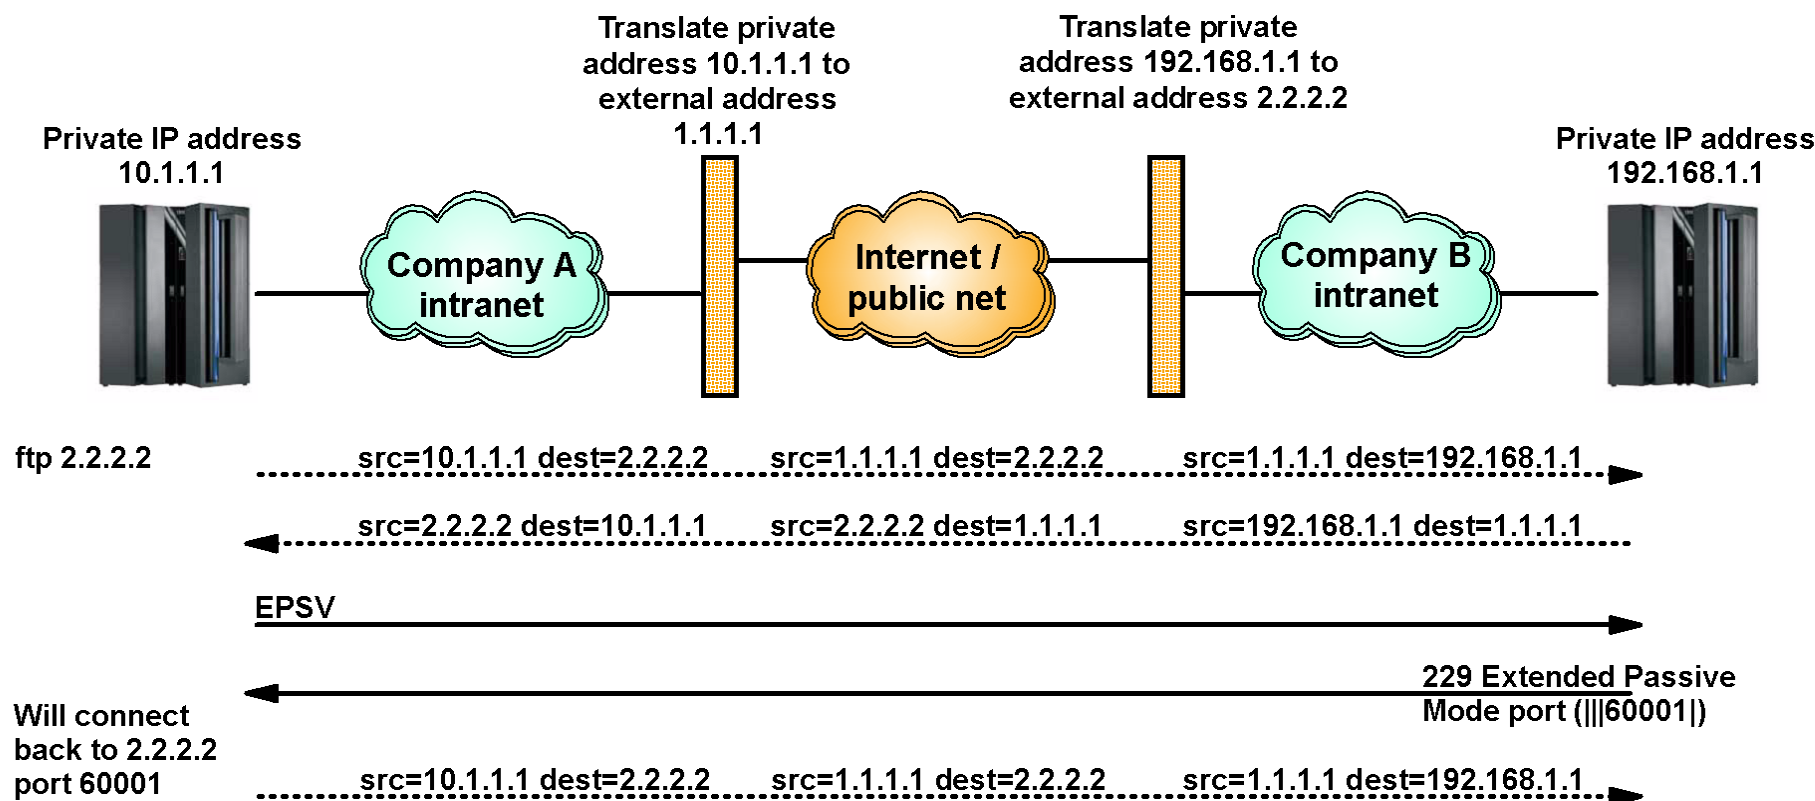 Translate private
address 10.1.1.1 to
external address
1.1.1.1
Translate private
address 192.168.1.1 to
external address 2.2.2.2
Private IP address
10.1.1.1
Private IP address
192.168.1.1
Company A
intranet
Internet /
public net
Company B
intranet
ftp 2.2.2.2
src=10.1.1.1 dest=2.2.2.2
src=1.1.1.1 dest=2.2.2.2
src=1.1.1.1 dest=192.168.1.1
src=2.2.2.2 dest=10.1.1.1
src=2.2.2.2 dest=1.1.1.1
src=192.168.1.1 dest=1.1.1.1
EPSV
229 Extended Passive
Mode port (|||60001|)
Will connect
back to 2.2.2.2
port 60001
src=10.1.1.1 dest=2.2.2.2
src=1.1.1.1 dest=2.2.2.2
src=1.1.1.1 dest=192.168.1.1